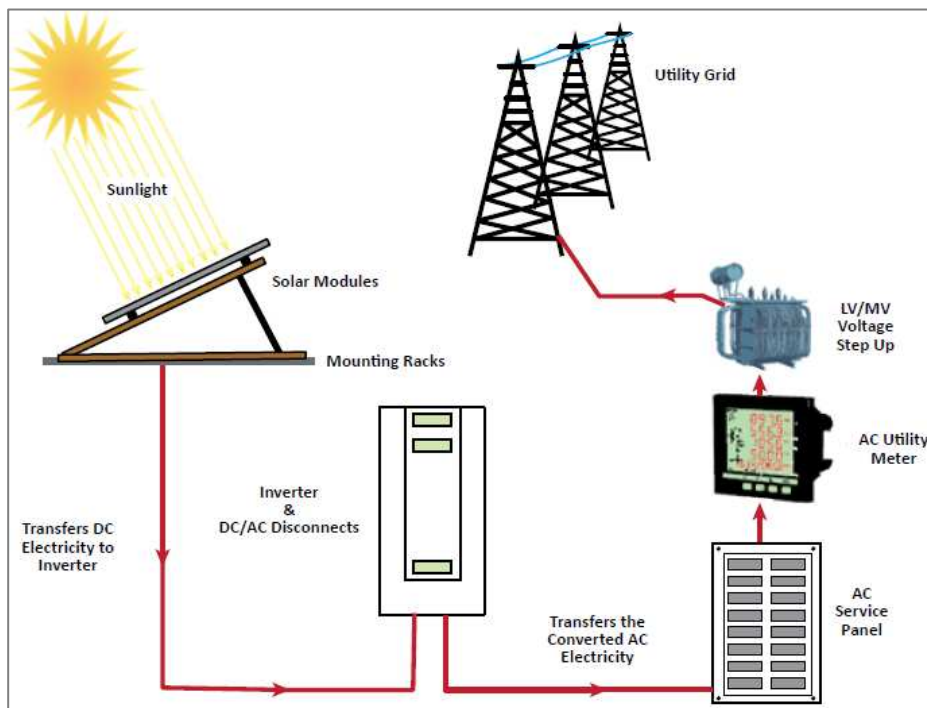 Utility Grid
Sunlight
Solar Modules
Mounting Racks
LV/MV
Voltage
Step Up
AC Utility
Meter
Inverter
&
DC/AC Disconnects
Transfers DC
Electricity to
Inverter
AC
Service
Panel
Transfers the
Converted AC
Electricity